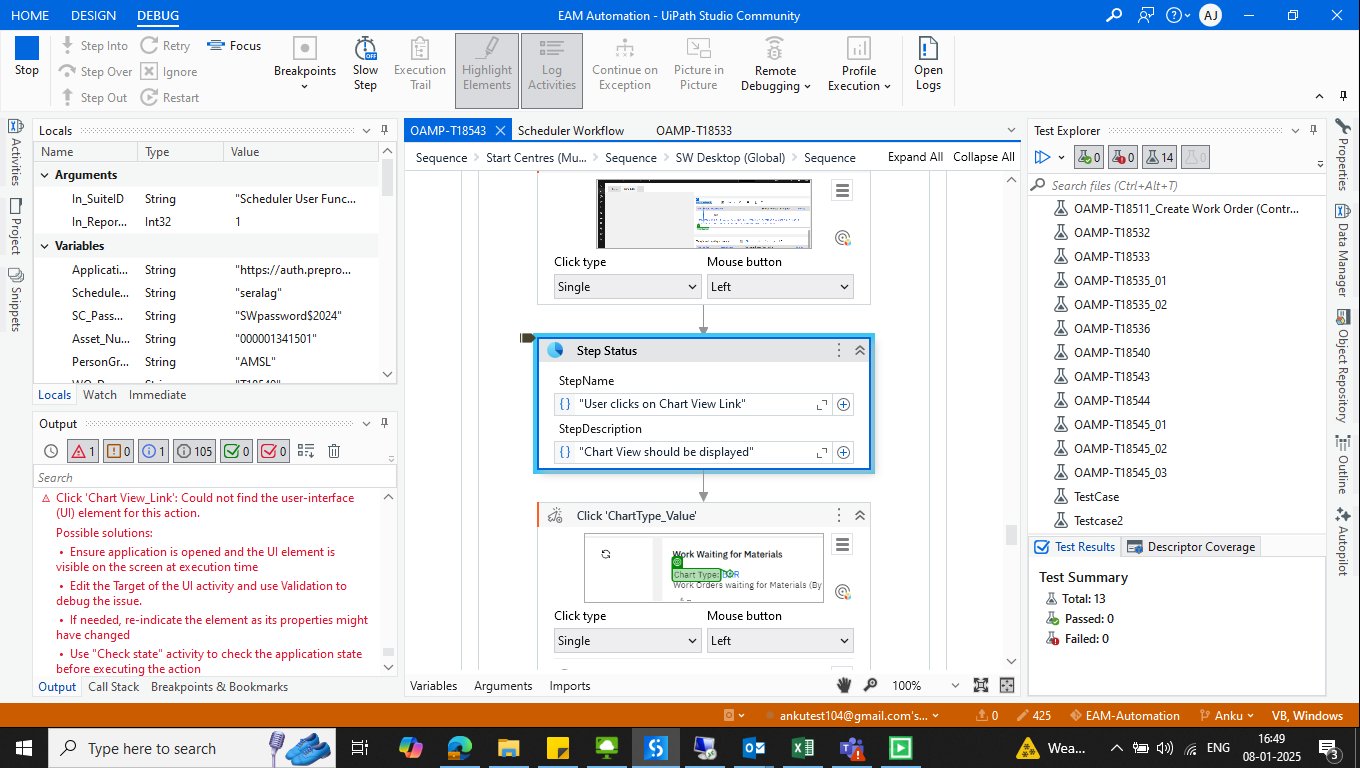 HOME
DESIGN
DEBUG
EAM Automation - UiPath Studio Community
AJ
Stop
Step Into
Step Over
Step Out
Retry
Ignore
Restart
Focus
Breakpoints
Slow
Step
OFF
Execution
Trail
Highlight
Elements
Log
Activities
Continue on
Exception
Picture in
Picture
Remote
Debugging
Profile
Execution
Open
Logs
Activities
Project
Snippets
Locals
Name
Type
Value
Arguments
In_SuiteID
String
"Scheduler User Func...
In_Repor...
Int32
1
Variables
Applicati...
String
"https://auth.prepro...
Schedule...
String
"seralag"
SC_Pass...
String
"SWpassword$2024"
Asset_Nu...
String
"000001341501"
PersonGr...
String
"AMSL"
Locals
Watch
Immediate
Output
1
0
1
105
0
0
Search
Click 'Chart View_Link': Could not find the user-interface
(UI) element for this action.
Possible solutions:
• Ensure application is opened and the UI element is
visible on the screen at execution time
• Edit the Target of the UI activity and use Validation to
debug the issue.
• If needed, re-indicate the element as its properties might
have changed
• Use "Check state" activity to check the application state
before executing the action
Output
Call Stack
Breakpoints & Bookmarks
OAMP-T18543
Scheduler Workflow
OAMP-T18533
Sequence
Start Centres (Mu...
Sequence
SW Desktop (Global)
Sequence
Expand All
Collapse All
Click type
Mouse button
Single
Left
Step Status
StepName
{} "User clicks on Chart View Link"
StepDescription
{} "Chart View should be displayed"
Click 'ChartType_Value'
Work Waiting for Materials
Chart Type:
Work Orders waiting for Materials (By
Click type
Mouse button
Single
Left
Variables
Arguments
Imports
100%
Test Explorer
0
0
14
0
Search files (Ctrl+Alt+T)
OAMP-T18511_Create Work Order (Contr...
OAMP-T18532
OAMP-T18533
OAMP-T18535_01
OAMP-T18535_02
OAMP-T18536
OAMP-T18540
OAMP-T18543
OAMP-T18544
OAMP-T18545_01
OAMP-T18545_02
OAMP-T18545_03
TestCase
Testcase2
Test Results
Descriptor Coverage
Test Summary
Total: 13
Passed: 0
Failed: 0
Properties
Data Manager
Object Repository
Outline
Autopilot
ankutest104@gmail.com's...
0
425
EAM-Automation
Anku
VB, Windows
Type here to search
Wea...
ENG
16:49
08-01-2025
3